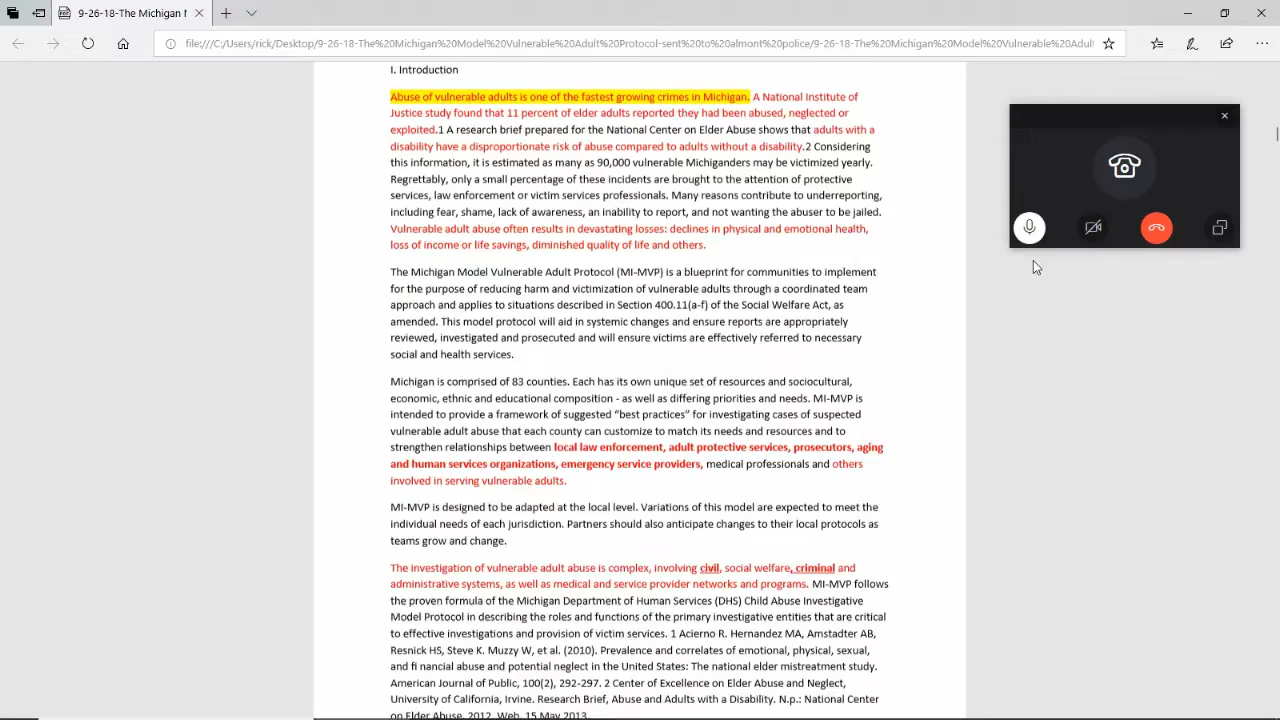 9-26-18-The Michigan M
file:///C:/Users/rick/Desktop/9-26-18-The%20Michigan%20Model%20Vulnerable%20Adult%20Protocol-sent%20to%20almont%20police/9-26-18-The%20Michigan%20Model%20Vulnerable%20Adul
I. Introduction
Abuse of vulnerable adults is one of the fastest growing crimes in Michigan. A National Institute of
Justice study found that 11 percent of elder adults reported they had been abused, neglected or
exploited.1 A research brief prepared for the National Center on Elder Abuse shows that adults with a
disability have a disproportionate risk of abuse compared to adults without a disability.2 Considering
this information, it is estimated as many as 90,000 vulnerable Michiganders may be victimized yearly.
Regrettably, only a small percentage of these incidents are brought to the attention of protective
services, law enforcement or victim services professionals. Many reasons contribute to underreporting,
including fear, shame, lack of awareness, an inability to report, and not wanting the abuser to be jailed.
Vulnerable adult abuse often results in devastating losses: declines in physical and emotional health,
loss of income or life savings, diminished quality of life and others.
The Michigan Model Vulnerable Adult Protocol (MI-MVP) is a blueprint for communities to implement
for the purpose of reducing harm and victimization of vulnerable adults through a coordinated team
approach and applies to situations described in Section 400.11(a-f) of the Social Welfare Act, as
amended. This model protocol will aid in systemic changes and ensure reports are appropriately
reviewed, investigated and prosecuted and will ensure victims are effectively referred to necessary
social and health services.
Michigan is comprised of 83 counties. Each has its own unique set of resources and sociocultural,
economic, ethnic and educational composition - as well as differing priorities and needs. MI-MVP is
intended to provide a framework of suggested “best practices” for investigating cases of suspected
vulnerable adult abuse that each county can customize to match its needs and resources and to
strengthen relationships between local law enforcement, adult protective services, prosecutors, aging
and human services organizations, emergency service providers, medical professionals and others
involved in serving vulnerable adults.
MI-MVP is designed to be adapted at the local level. Variations of this model are expected to meet the
individual needs of each jurisdiction. Partners should also anticipate changes to their local protocols as
teams grow and change.
The investigation of vulnerable adult abuse is complex, involving civil, social welfare, criminal and
administrative systems, as well as medical and service provider networks and programs. MI-MVP follows
the proven formula of the Michigan Department of Human Services (DHS) Child Abuse Investigative
Model Protocol in describing the roles and functions of the primary investigative entities that are critical
to effective investigations and provision of victim services. 1 Acierno R. Hernandez MA, Amstadter AB,
Resnick HS, Steve K. Muzzy W, et al. (2010). Prevalence and correlates of emotional, physical, sexual,
and fi nancial abuse and potential neglect in the United States: The national elder mistreatment study.
American Journal of Public, 100(2), 292-297. 2 Center of Excellence on Elder Abuse and Neglect,
University of California, Irvine. Research Brief, Abuse and Adults with a Disability. N.p.: National Center
on Elder Abuse, 2012. Web. 15 May 2013.